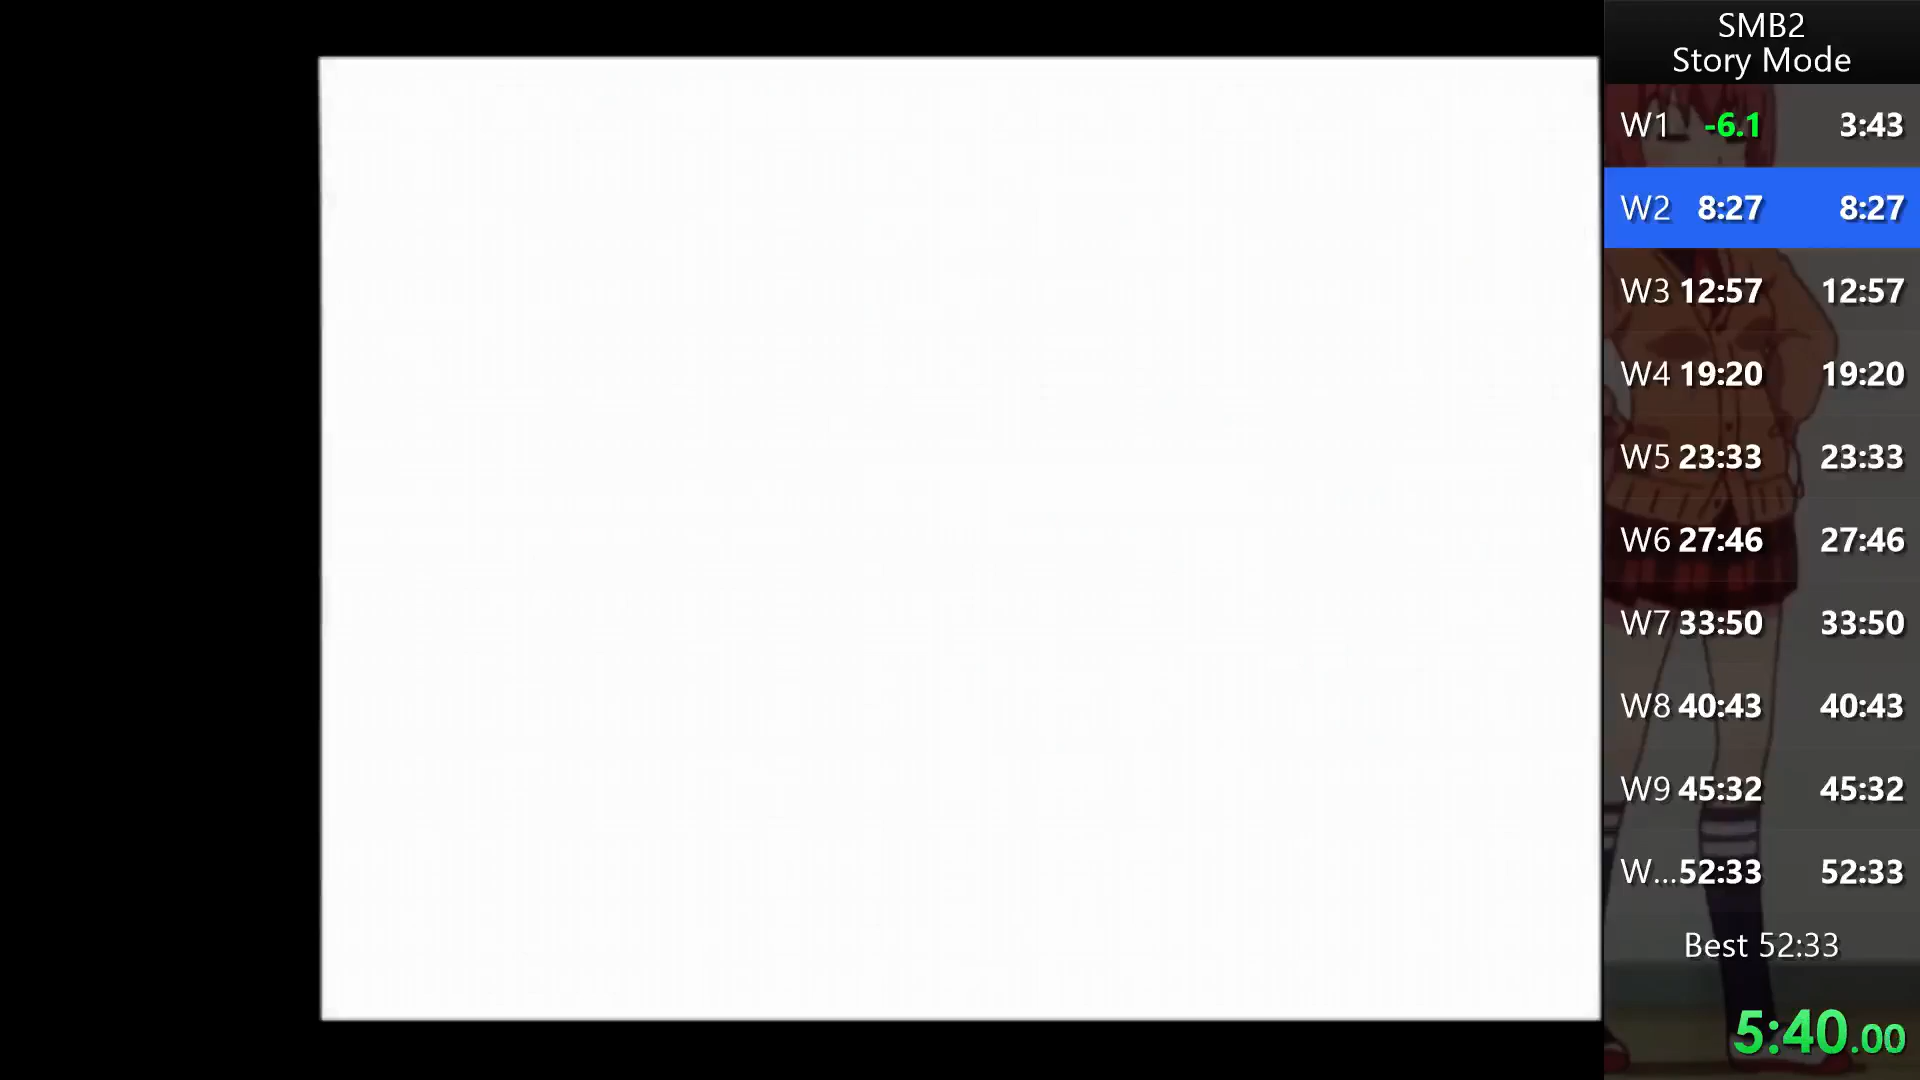 SMB2
Story Mode
W1 -6.1 3:43
W2 8:27 8:27
W3 12:57 12:57
W4 19:20 19:20
W5 23:33 23:33
W6 27:46 27:46
W7 33:50 33:50
W8 40:43 40:43
W9 45:32 45:32
W... 52:33 52:33
Best 52:33
5:40.00